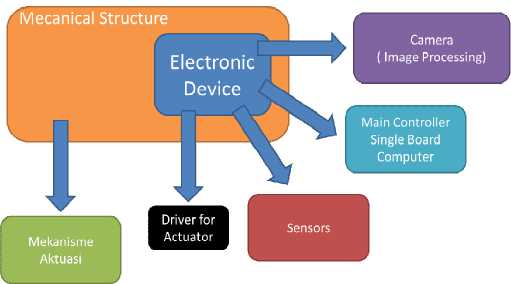 Mecanical Structure
Electronic
Device
Camera
( Image Processing)
Main Controller
Single Board
Computer
Sensors
Driver for
Actuator
Mekanisme
Aktuasi